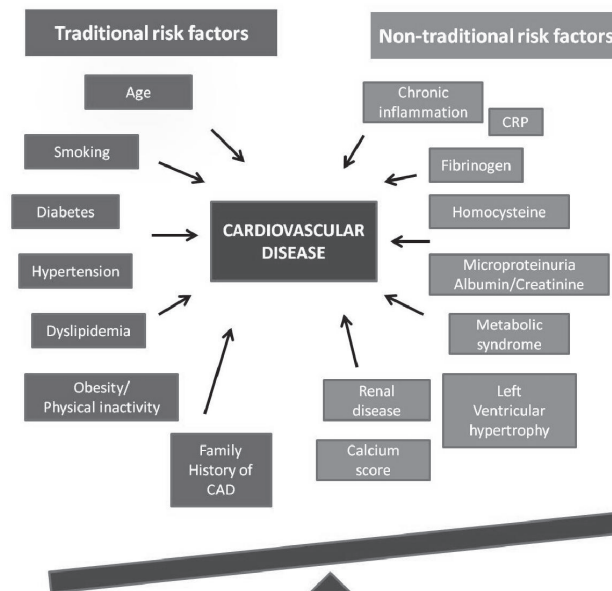 Traditional risk factors
Age
Smoking
Diabetes
Hypertension
Dyslipidemia
Obesity/
Physical inactivity
Family
History of
CAD
CARDIOVASCULAR
DISEASE
Non-traditional risk factors
Chronic
inflammation
CRP
Fibrinogen
Homocysteine
Microproteinuria
Albumin/Creatinine
Metabolic
syndrome
Renal
disease
Left
Ventricular
hypertrophy
Calcium
score